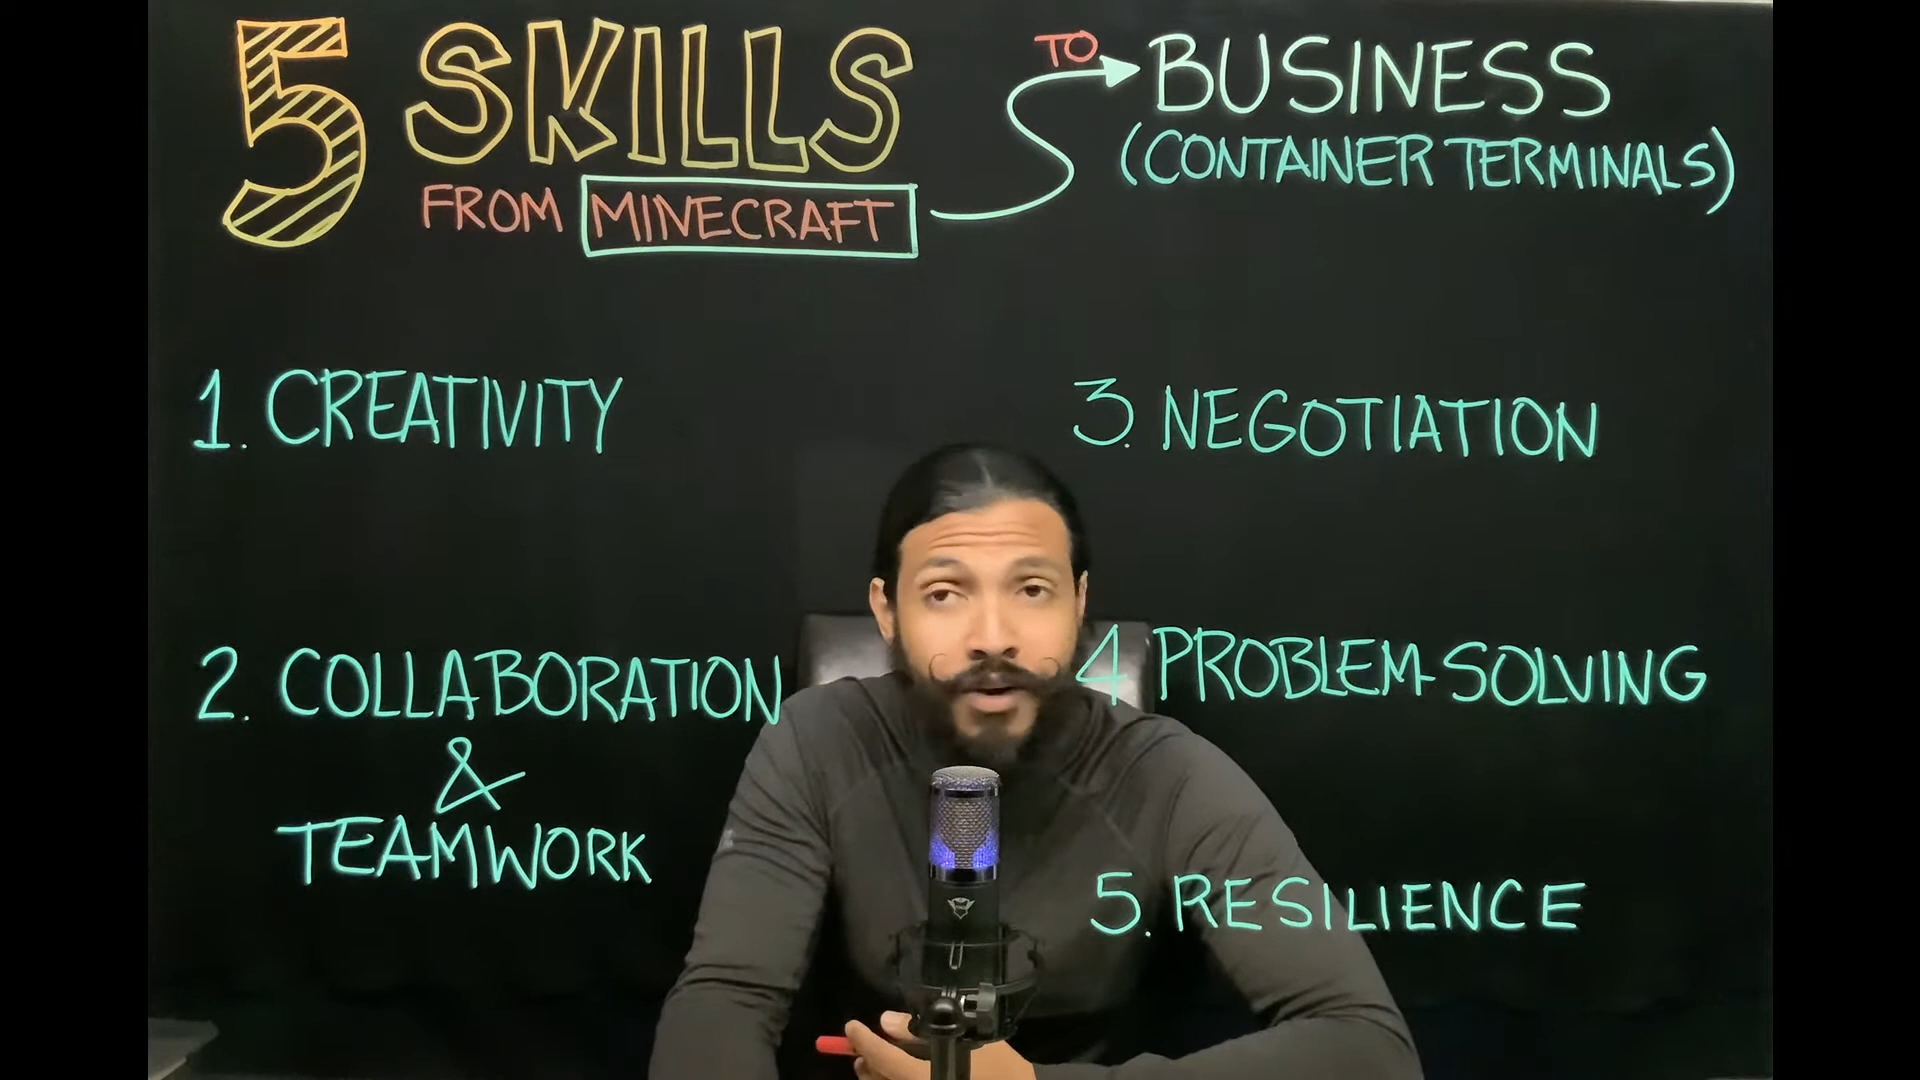 5 SKILLS
FROM MINECRAFT
TO
BUSINESS
(CONTAINER TERMINALS)
1. CREATIVITY
2. COLLABORATION
&
TEAMWORK
3. NEGOTIATION
4 PROBLEM-SOLVING
5. RESILIENCE